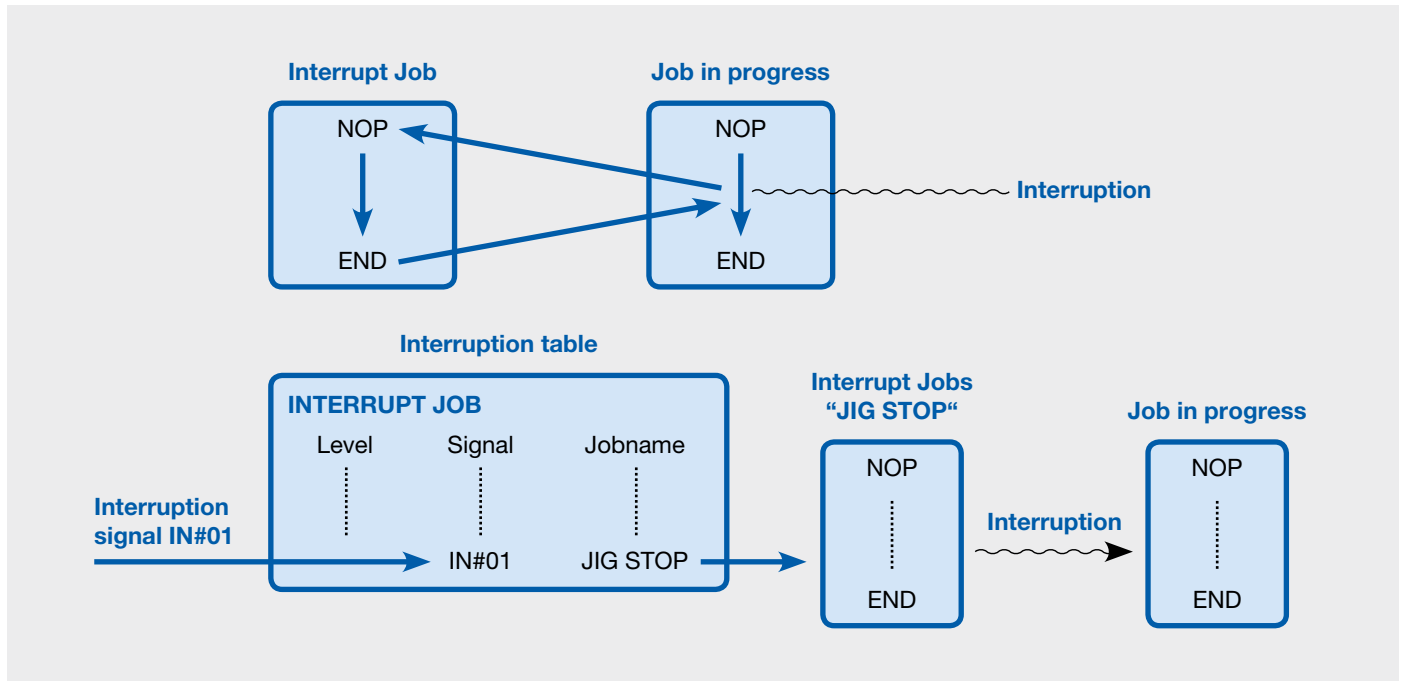 Interrupt Job
Job in progress
NOP
NOP
Interruption
END
END
Interruption table
INTERRUPT JOB
Level
Signal
Jobname
Interruption
signal IN#01
IN#01
JIG STOP
Interrupt Jobs
“JIG STOP“
NOP
END
Interruption
Job in progress
NOP
END